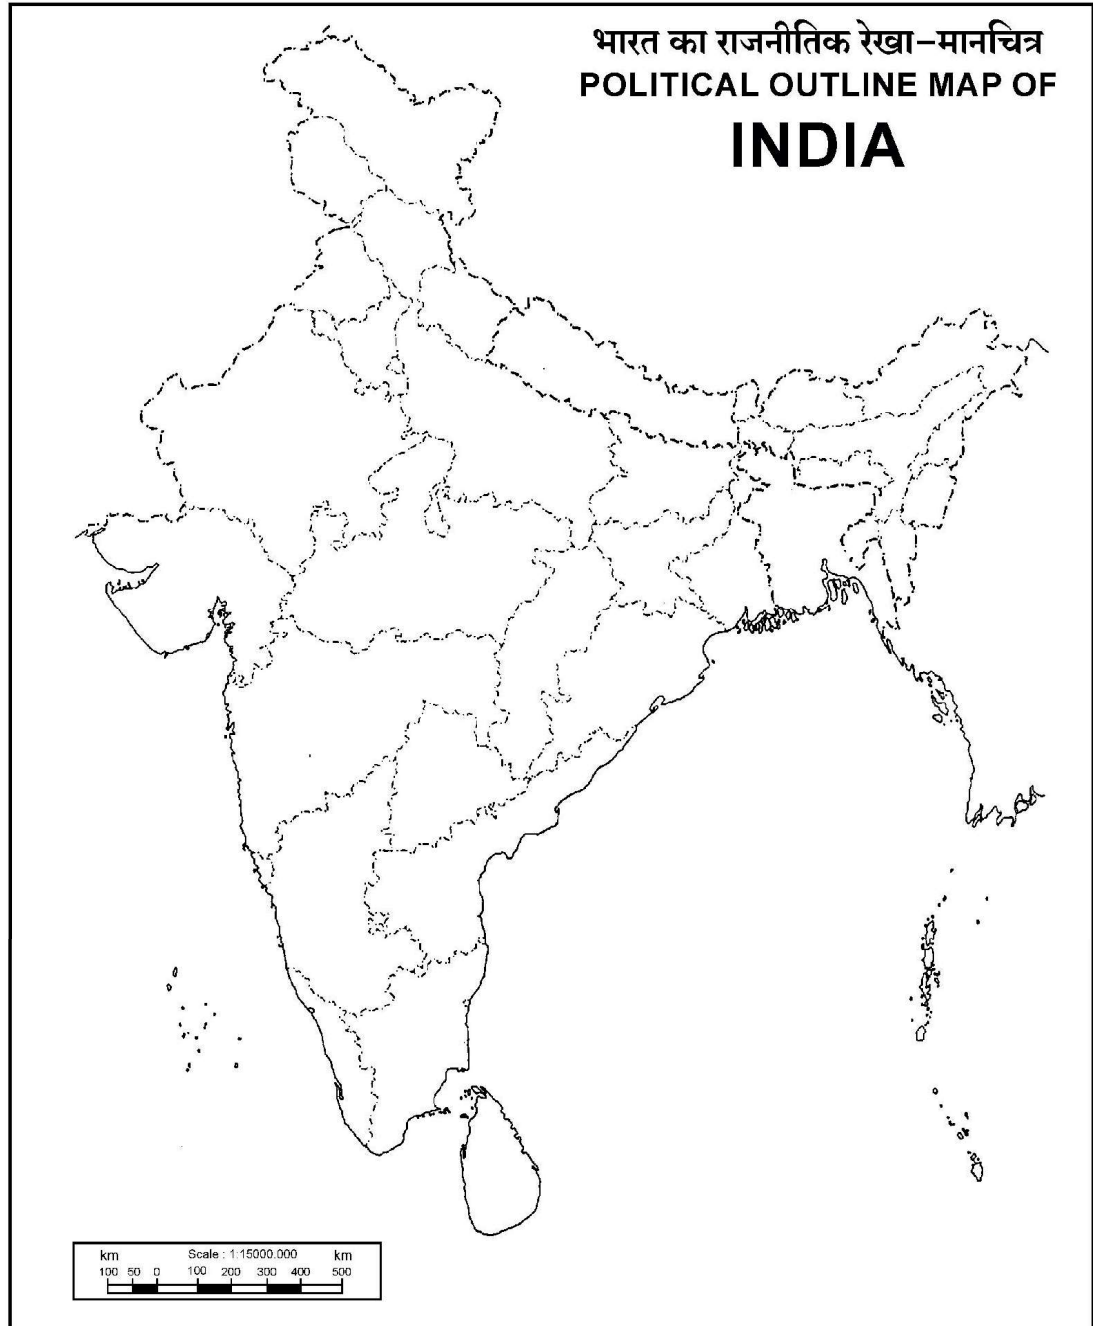 भारत का राजनीतिक रेखा–मानचित्र
POLITICAL OUTLINE MAP OF
INDIA
km Scale : 1:15000.000 km
100 50 0 100 200 300 400 500